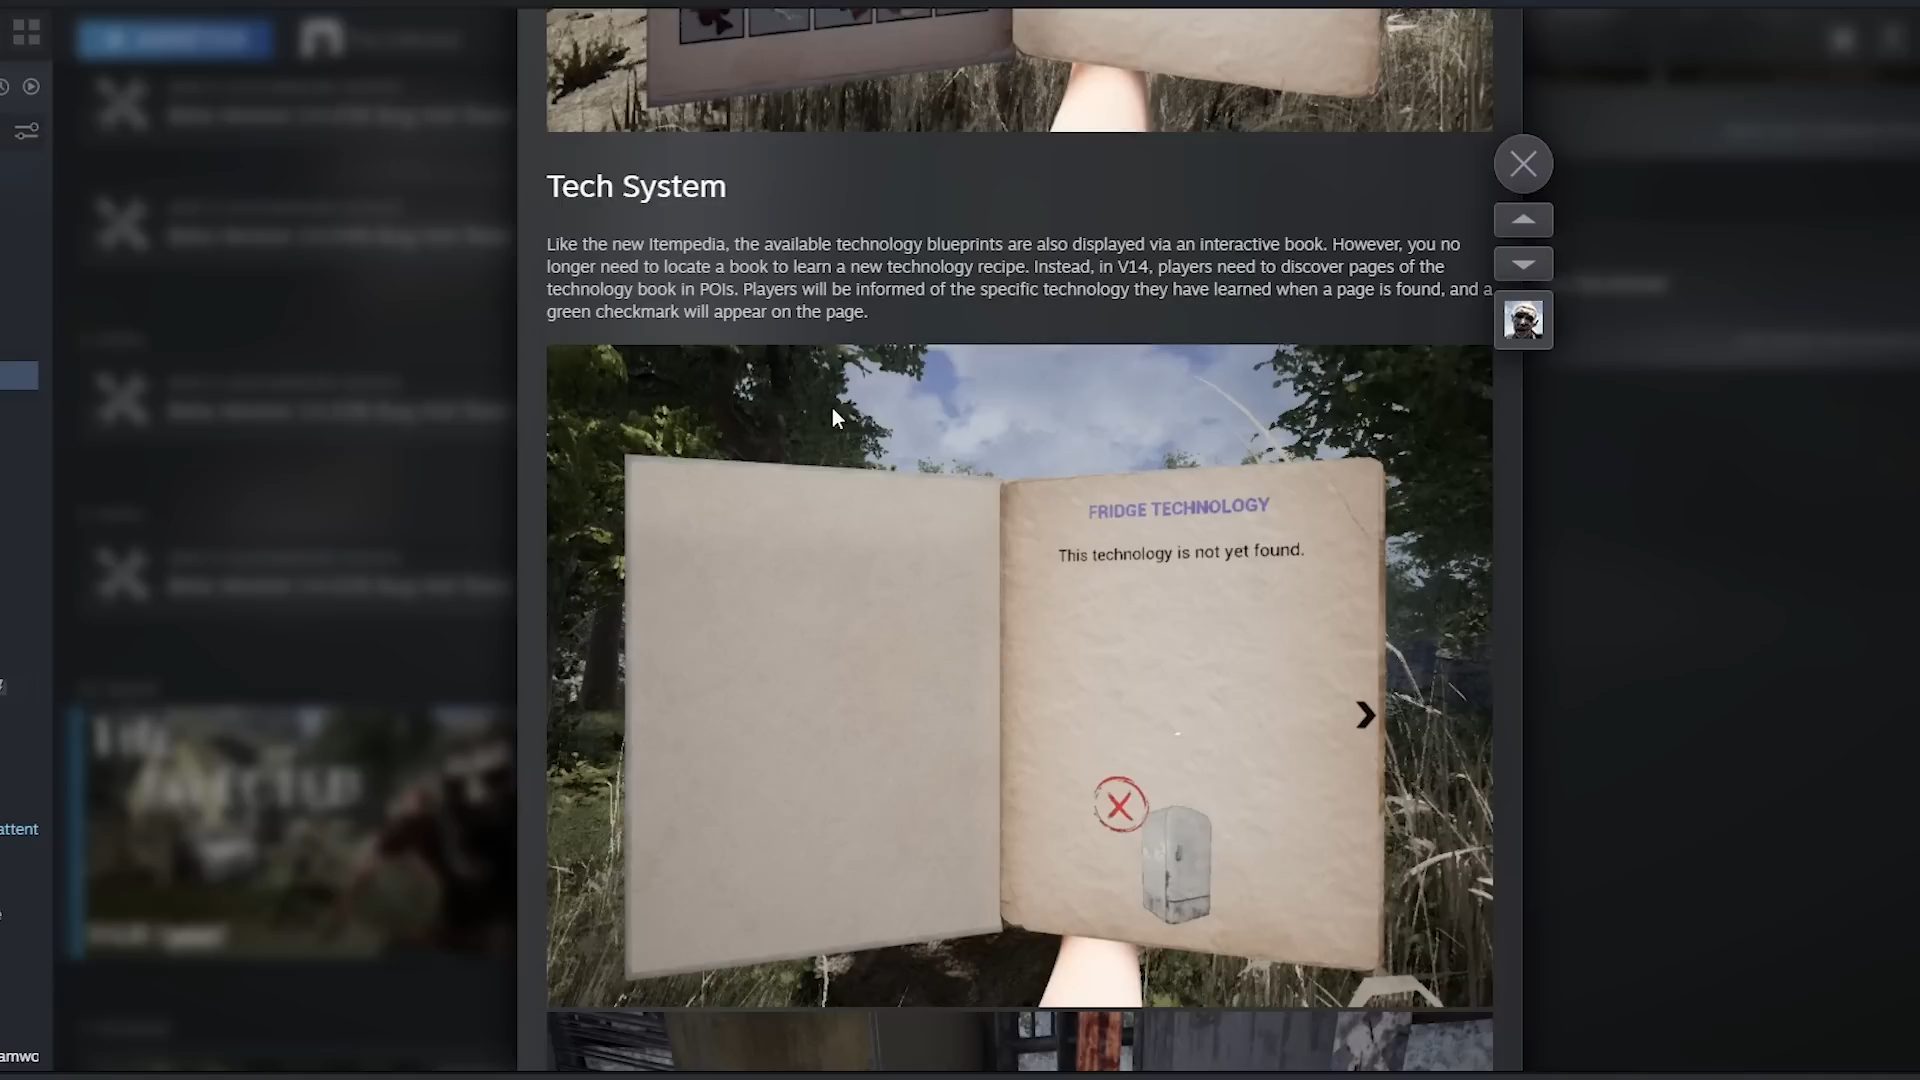 Tech System
Like the new Itempedia, the available technology blueprints are also displayed via an interactive book. However, you no
longer need to locate a book to learn a new technology recipe. Instead, in V14, players need to discover pages of the
technology book in POIs. Players will be informed of the specific technology they have learned when a page is found, and a
green checkmark will appear on the page.
FRIDGE TECHNOLOGY
This technology is not yet found.
attent
amwc